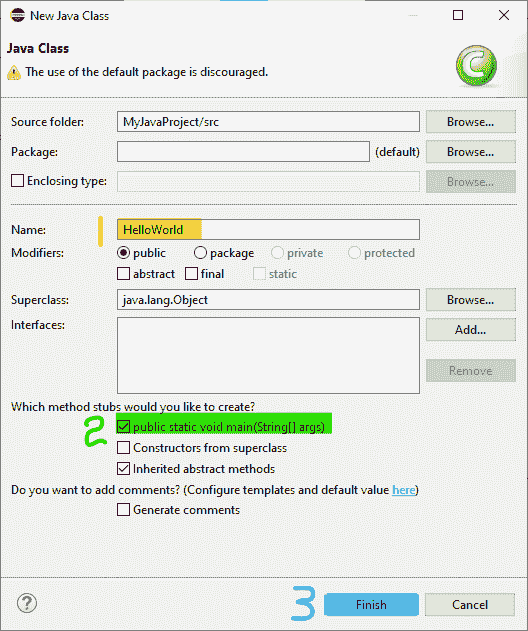 New Java Class
Java Class
The use of the default package is discouraged.
Source folder: MyJavaProject/src Browse...
Package: (default) Browse...
Enclosing type: Browse...
1 Name: HelloWorld
Modifiers: public package private protected
abstract final static
Superclass: java.lang.Object Browse...
Interfaces: Add...
Remove
Which method stubs would you like to create?
2 public static void main(String[] args)
Constructors from superclass
Inherited abstract methods
Do you want to add comments? (Configure templates and default value here)
Generate comments
? 3 Finish Cancel